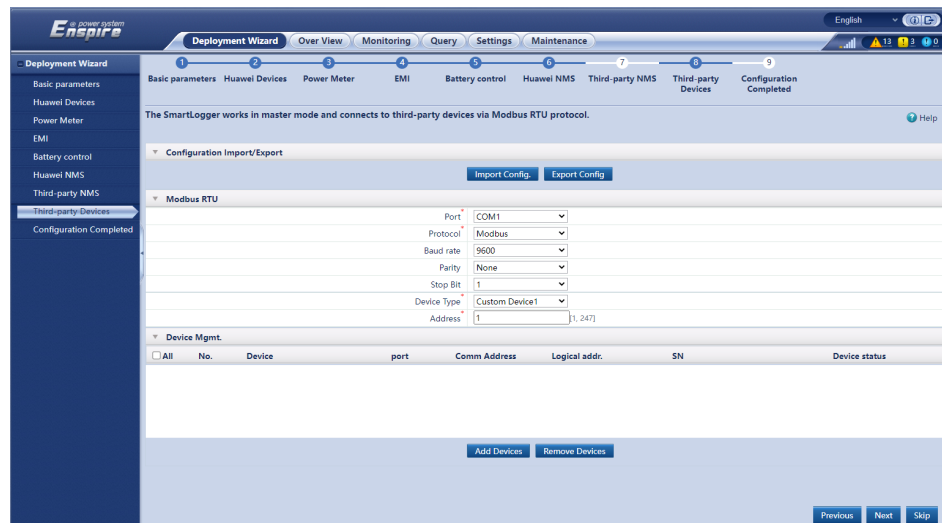 English
Enspire power system
Deployment Wizard Over View Monitoring Query Settings Maintenance
13 3 0
Deployment Wizard
Basic parameters
Huawei Devices
Power Meter
EMI
Battery control
Huawei NMS
Third-party NMS
Third-party Devices
Configuration Completed
1 2 3 4 5 6 7 8 9
Basic parameters Huawei Devices Power Meter EMI Battery control Huawei NMS Third-party NMS Third-party Configuration
Devices Completed
The SmartLogger works in master mode and connects to third-party devices via Modbus RTU protocol.
? Help
Configuration Import/Export
Import Config. Export Config
Modbus RTU
Port* COM1
Protocol* Modbus
Baud rate 9600
Parity None
Stop Bit 1
Device Type* Custom Device1
Address* 1 [1, 247]
Device Mgmt.
All No. Device port Comm Address Logical addr. SN Device status
Add Devices Remove Devices
Previous Next Skip